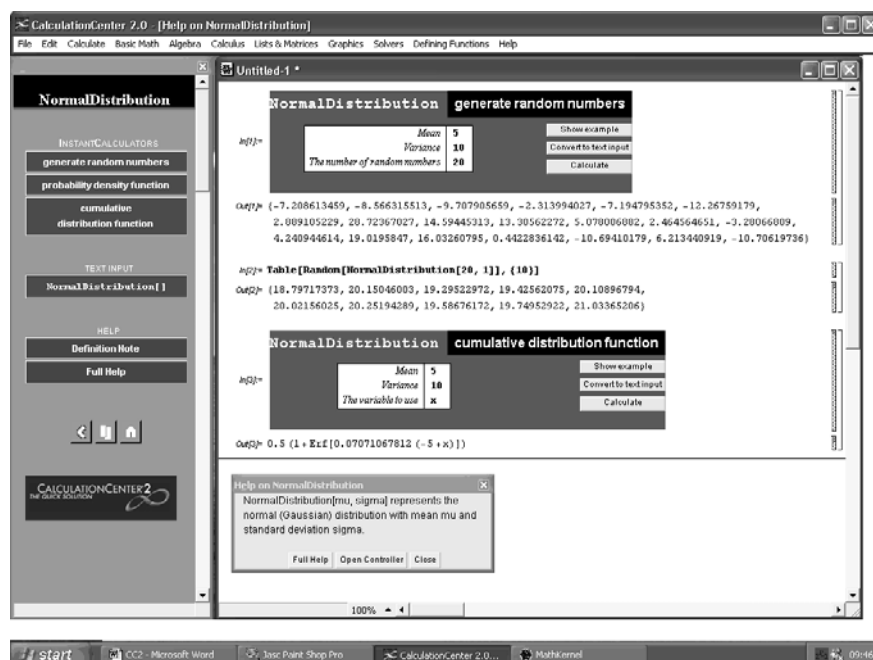 CalculationCenter 2.0 - [Help on NormalDistribution]
File Edit Calculate Basic Math Algebra Calculus Lists & Matrices Graphics Solvers Defining Functions Help
NormalDistribution
INSTANTCALCULATORS
generate random numbers
probability density function
cumulative
distribution function
TEXT INPUT
NormalDistribution[]
HELP
Definition Note
Full Help
CALCULATIONCENTER 2
THE QUICK SOLUTION
Untitled-1 *
NormalDistribution generate random numbers
In[1]:=
Mean 5
Variance 10
The number of random numbers 20
Show example
Convert to text input
Calculate
Out[1]= {-7.208613459, -8.566315513, -9.707905659, -2.313994027, -7.194795352, -12.26759179,
2.889105229, 28.72367027, 14.59445313, 13.30562272, 5.078006882, 2.464564651, -3.28066809,
4.240944614, 19.0195847, 16.03260795, 0.4422836142, -10.69410179, 6.213440919, -10.70619736}
In[2]:= Table[Random[NormalDistribution[20, 1]], {10}]
Out[2]= {18.79717373, 20.15046003, 19.29522972, 19.42562075, 20.10896794,
20.02156025, 20.25194289, 19.58676172, 19.74952922, 21.03365206}
NormalDistribution cumulative distribution function
In[3]:=
Mean 5
Variance 10
The variable to use x
Show example
Convert to text input
Calculate
Out[3]= 0.5 (1 + Erf[0.07071067812 (-5 + x)])
Help on NormalDistribution
NormalDistribution[mu, sigma] represents the
normal (Gaussian) distribution with mean mu and
standard deviation sigma.
Full Help Open Controller Close
100%
start CC2 - Microsoft Word Jasc Paint Shop Pro CalculationCenter 2.0... MathKernel 09:46